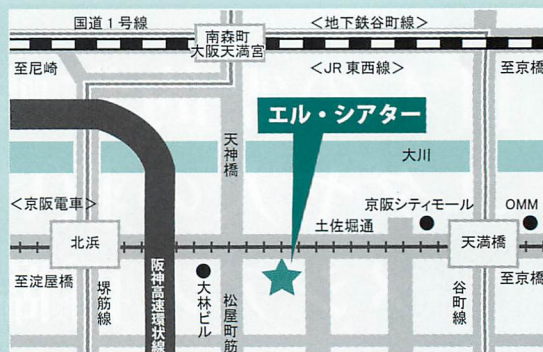 国道1号線
南森町
大阪天満宮
＜地下鉄谷町線＞
至尼崎
＜JR東西線＞
至京橋
エル・シアター
天神橋
大川
＜京阪電車＞
京阪シティモール
OMM
土佐堀通
北浜
天満橋
至淀屋橋
堺筋線
阪神高速環状線
大林ビル
松屋町筋
谷町線
至京橋